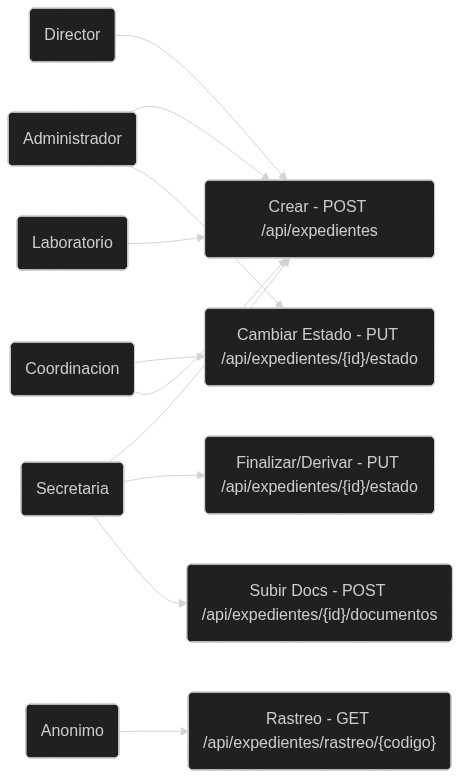 Director
Administrador
Crear - POST
/api/expedientes
Laboratorio
Cambiar Estado - PUT
/api/expedientes/{id}/estado
Coordinacion
Finalizar/Derivar - PUT
/api/expedientes/{id}/estado
Secretaria
Subir Docs - POST
/api/expedientes/{id}/documentos
Anonimo
Rastreo - GET
/api/expedientes/rastreo/{codigo}